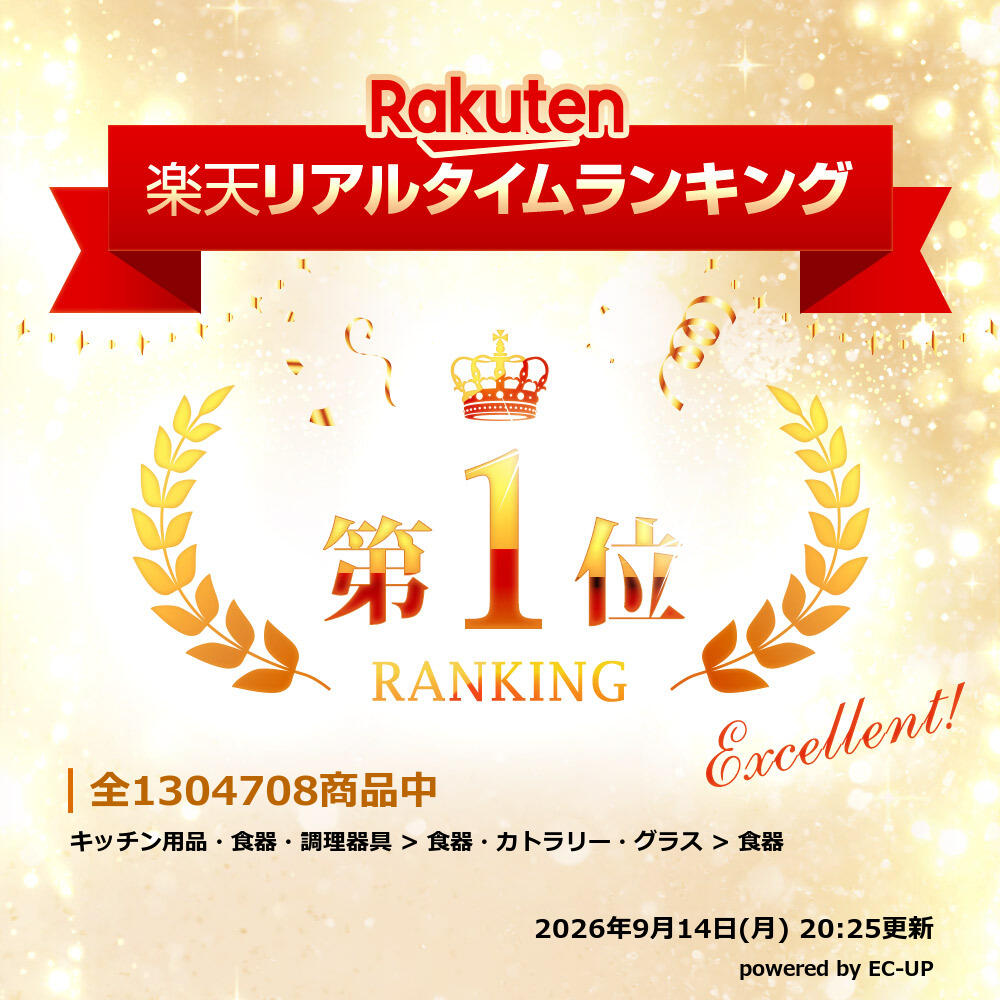 Rakuten
楽天リアルタイムランキング
第1位
RANKING
Excellent!
全1304708商品中
キッチン用品・食器・調理器具 > 食器・カトラリー・グラス > 食器
2026年9月14日(月) 20:25更新
powered by EC-UP